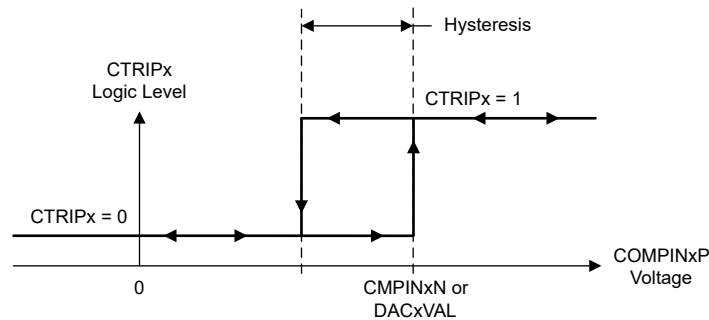 Hysteresis
CTRIPx
Logic Level
CTRIPx = 1
CTRIPx = 0
COMPINxP
Voltage
0
CMPINxN or
DACxVAL